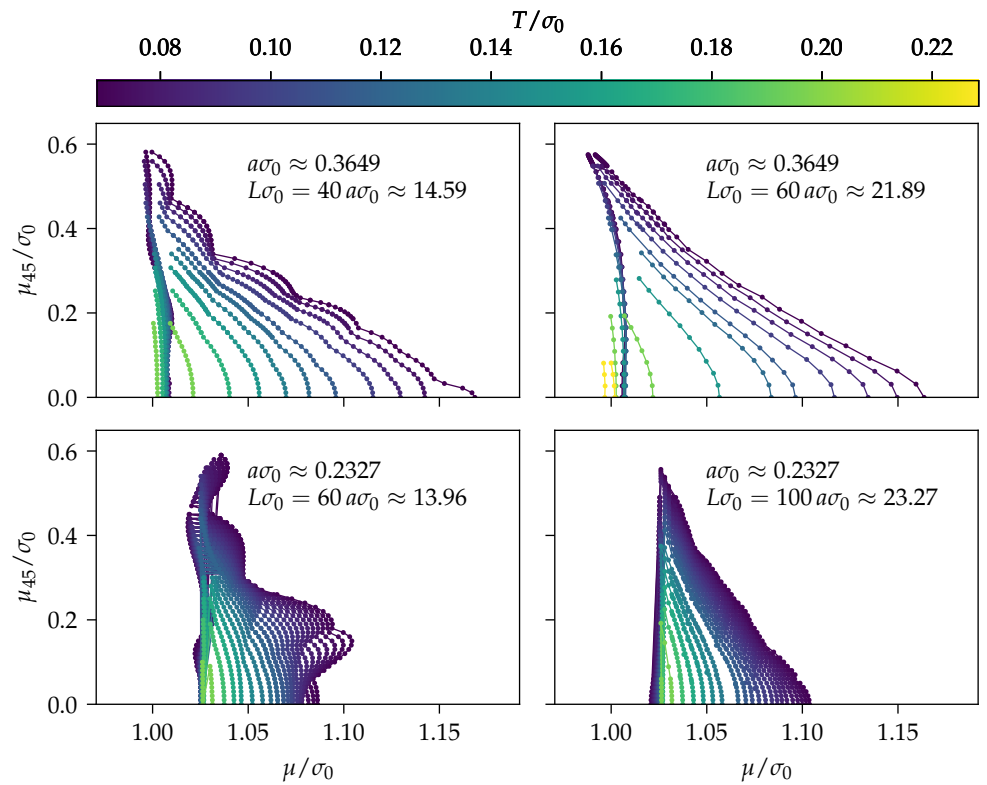 T/σ₀
0.08 0.10 0.12 0.14 0.16 0.18 0.20 0.22
aσ₀ ≈ 0.3649
Lσ₀ = 40 aσ₀ ≈ 14.59
aσ₀ ≈ 0.3649
Lσ₀ = 60 aσ₀ ≈ 21.89
0.6
0.4
0.2
0.0
μ₄₅/σ₀
aσ₀ ≈ 0.2327
Lσ₀ = 60 aσ₀ ≈ 13.96
aσ₀ ≈ 0.2327
Lσ₀ = 100 aσ₀ ≈ 23.27
0.6
0.4
0.2
0.0
μ₄₅/σ₀
1.00 1.05 1.10 1.15
1.00 1.05 1.10 1.15
μ/σ₀
μ/σ₀